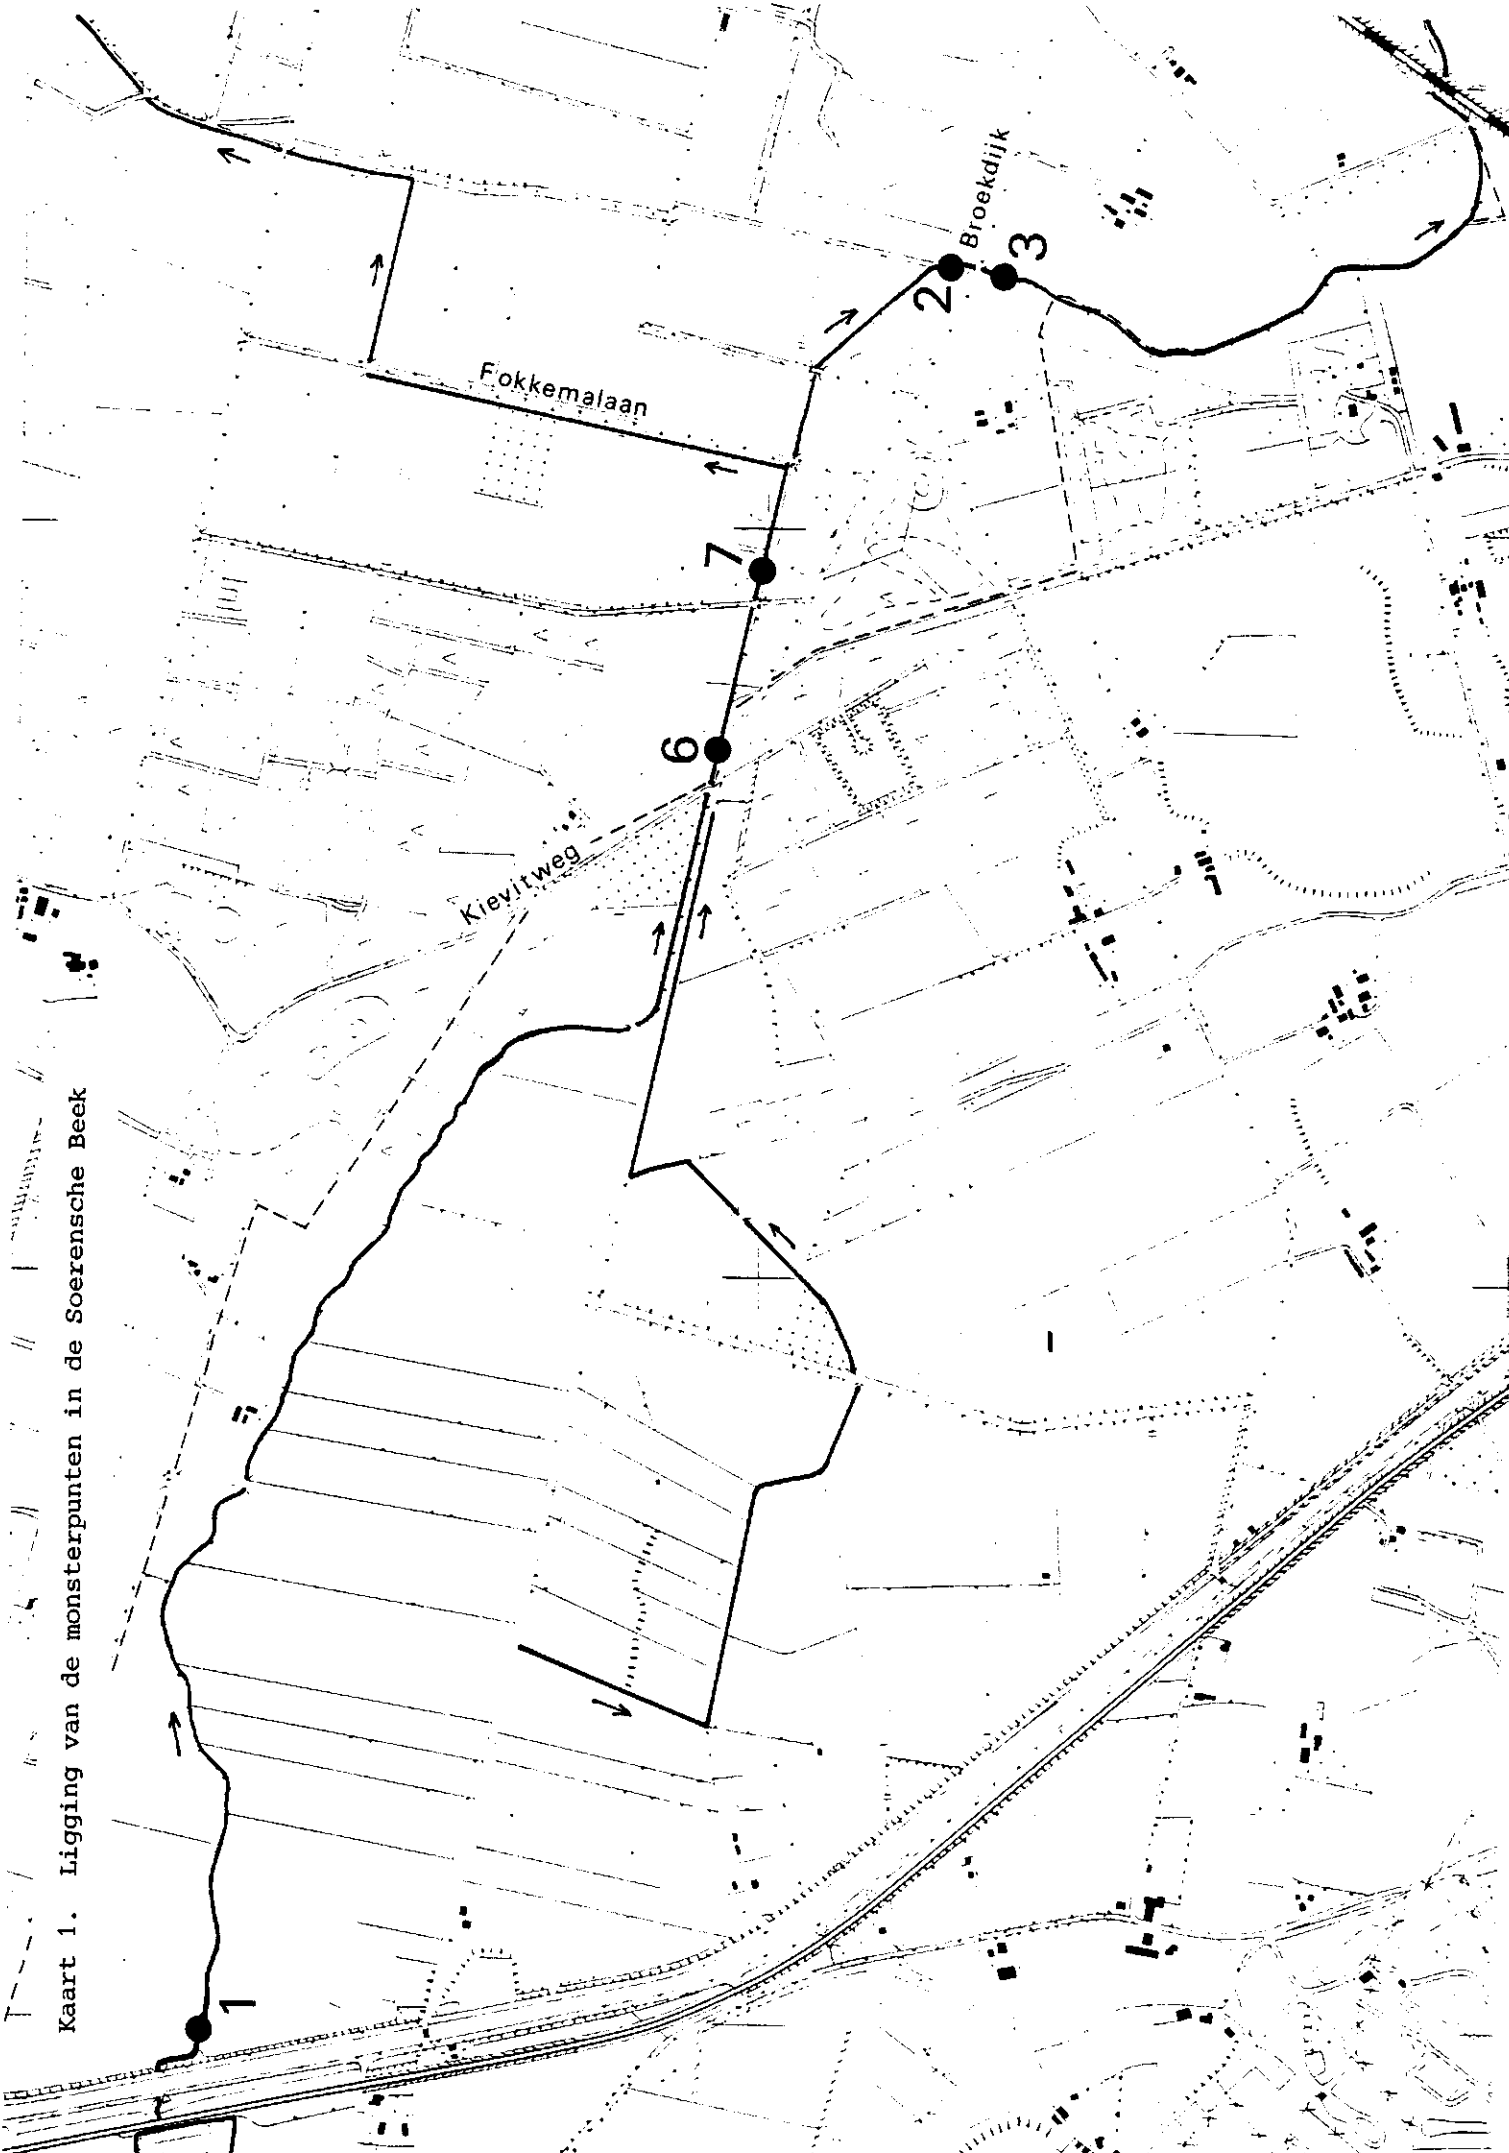 Kaart 1. Ligging van de monsterpunten in de Soerensche Beek
1
Kievitweg
6
7
Fokkemalaan
2
Broekdijk
3